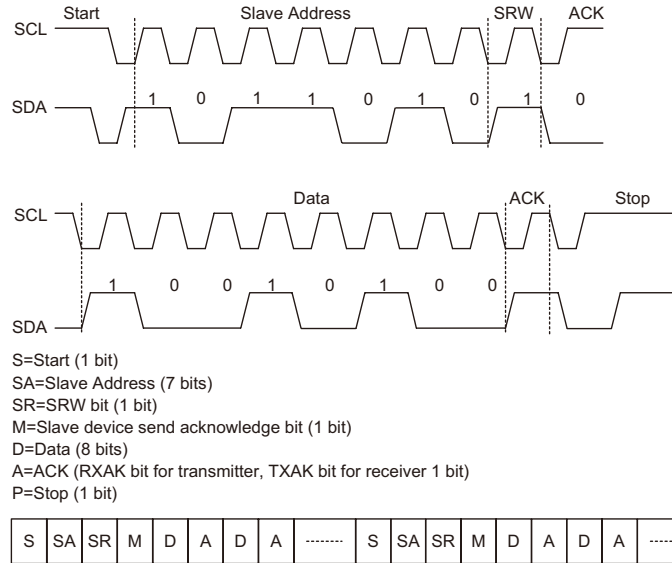 Start Slave Address SRW ACK
SCL
1 0 1 1 0 1 0 1 0
SDA
Data ACK Stop
SCL
1 0 0 1 0 1 0 0
SDA
S=Start (1 bit)
SA=Slave Address (7 bits)
SR=SRW bit (1 bit)
M=Slave device send acknowledge bit (1 bit)
D=Data (8 bits)
A=ACK (RXAK bit for transmitter, TXAK bit for receiver 1 bit)
P=Stop (1 bit)
S SA SR M D A D A ........ S SA SR M D A D A .....